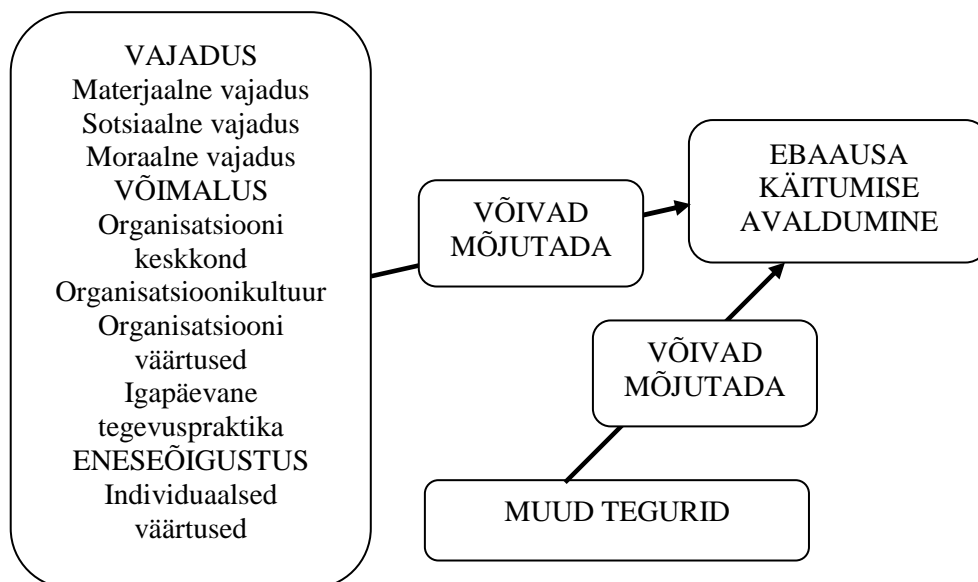 VAJADUS
Materjaalne vajadus
Sotsiaalne vajadus
Moraalne vajadus
VÕIMALUS
Organisatsiooni
keskkond
Organisatsioonikultuur
Organisatsiooni
väärtused
Igapäevane
tegevuspraktika
ENESEÕIGUSTUS
Individuaalsed
väärtused
VÕIVAD
MÕJUTADA
EBAAUSA
KÄITUMISE
AVALDUMINE
VÕIVAD
MÕJUTADA
MUUD TEGURID